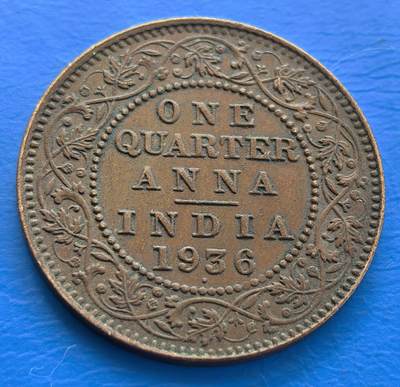 ONE
QUARTER
ANNA
INDIA
1936